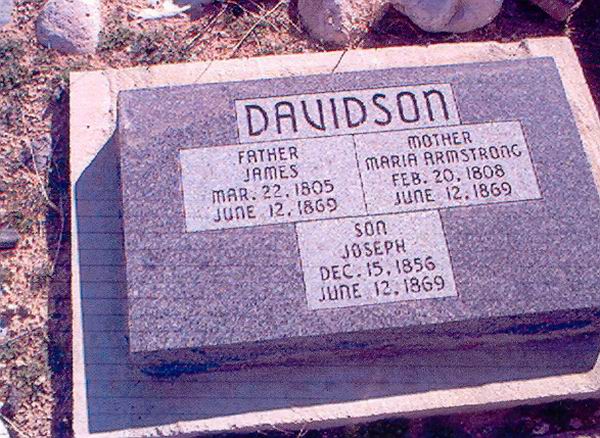 DAVIDSON
FATHER
JAMES
MAR. 22, 1805
JUNE 12, 1869
MOTHER
MARIA ARMSTRONG
FEB. 20, 1808
JUNE 12, 1869
SON
JOSEPH
DEC. 15, 1856
JUNE 12, 1869